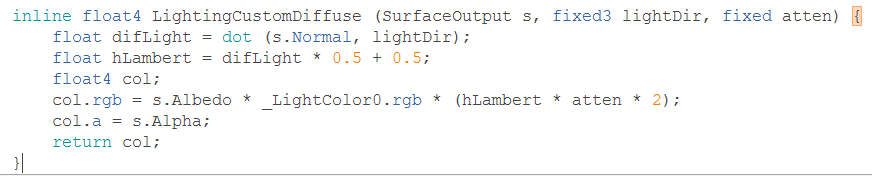 inline float4 LightingCustomDiffuse (SurfaceOutput s, fixed3 lightDir, fixed atten) {
    float difLight = dot (s.Normal, lightDir);
    float hLambert = difLight * 0.5 + 0.5;
    float4 col;
    col.rgb = s.Albedo * _LightColor0.rgb * (hLambert * atten * 2);
    col.a = s.Alpha;
    return col;
}